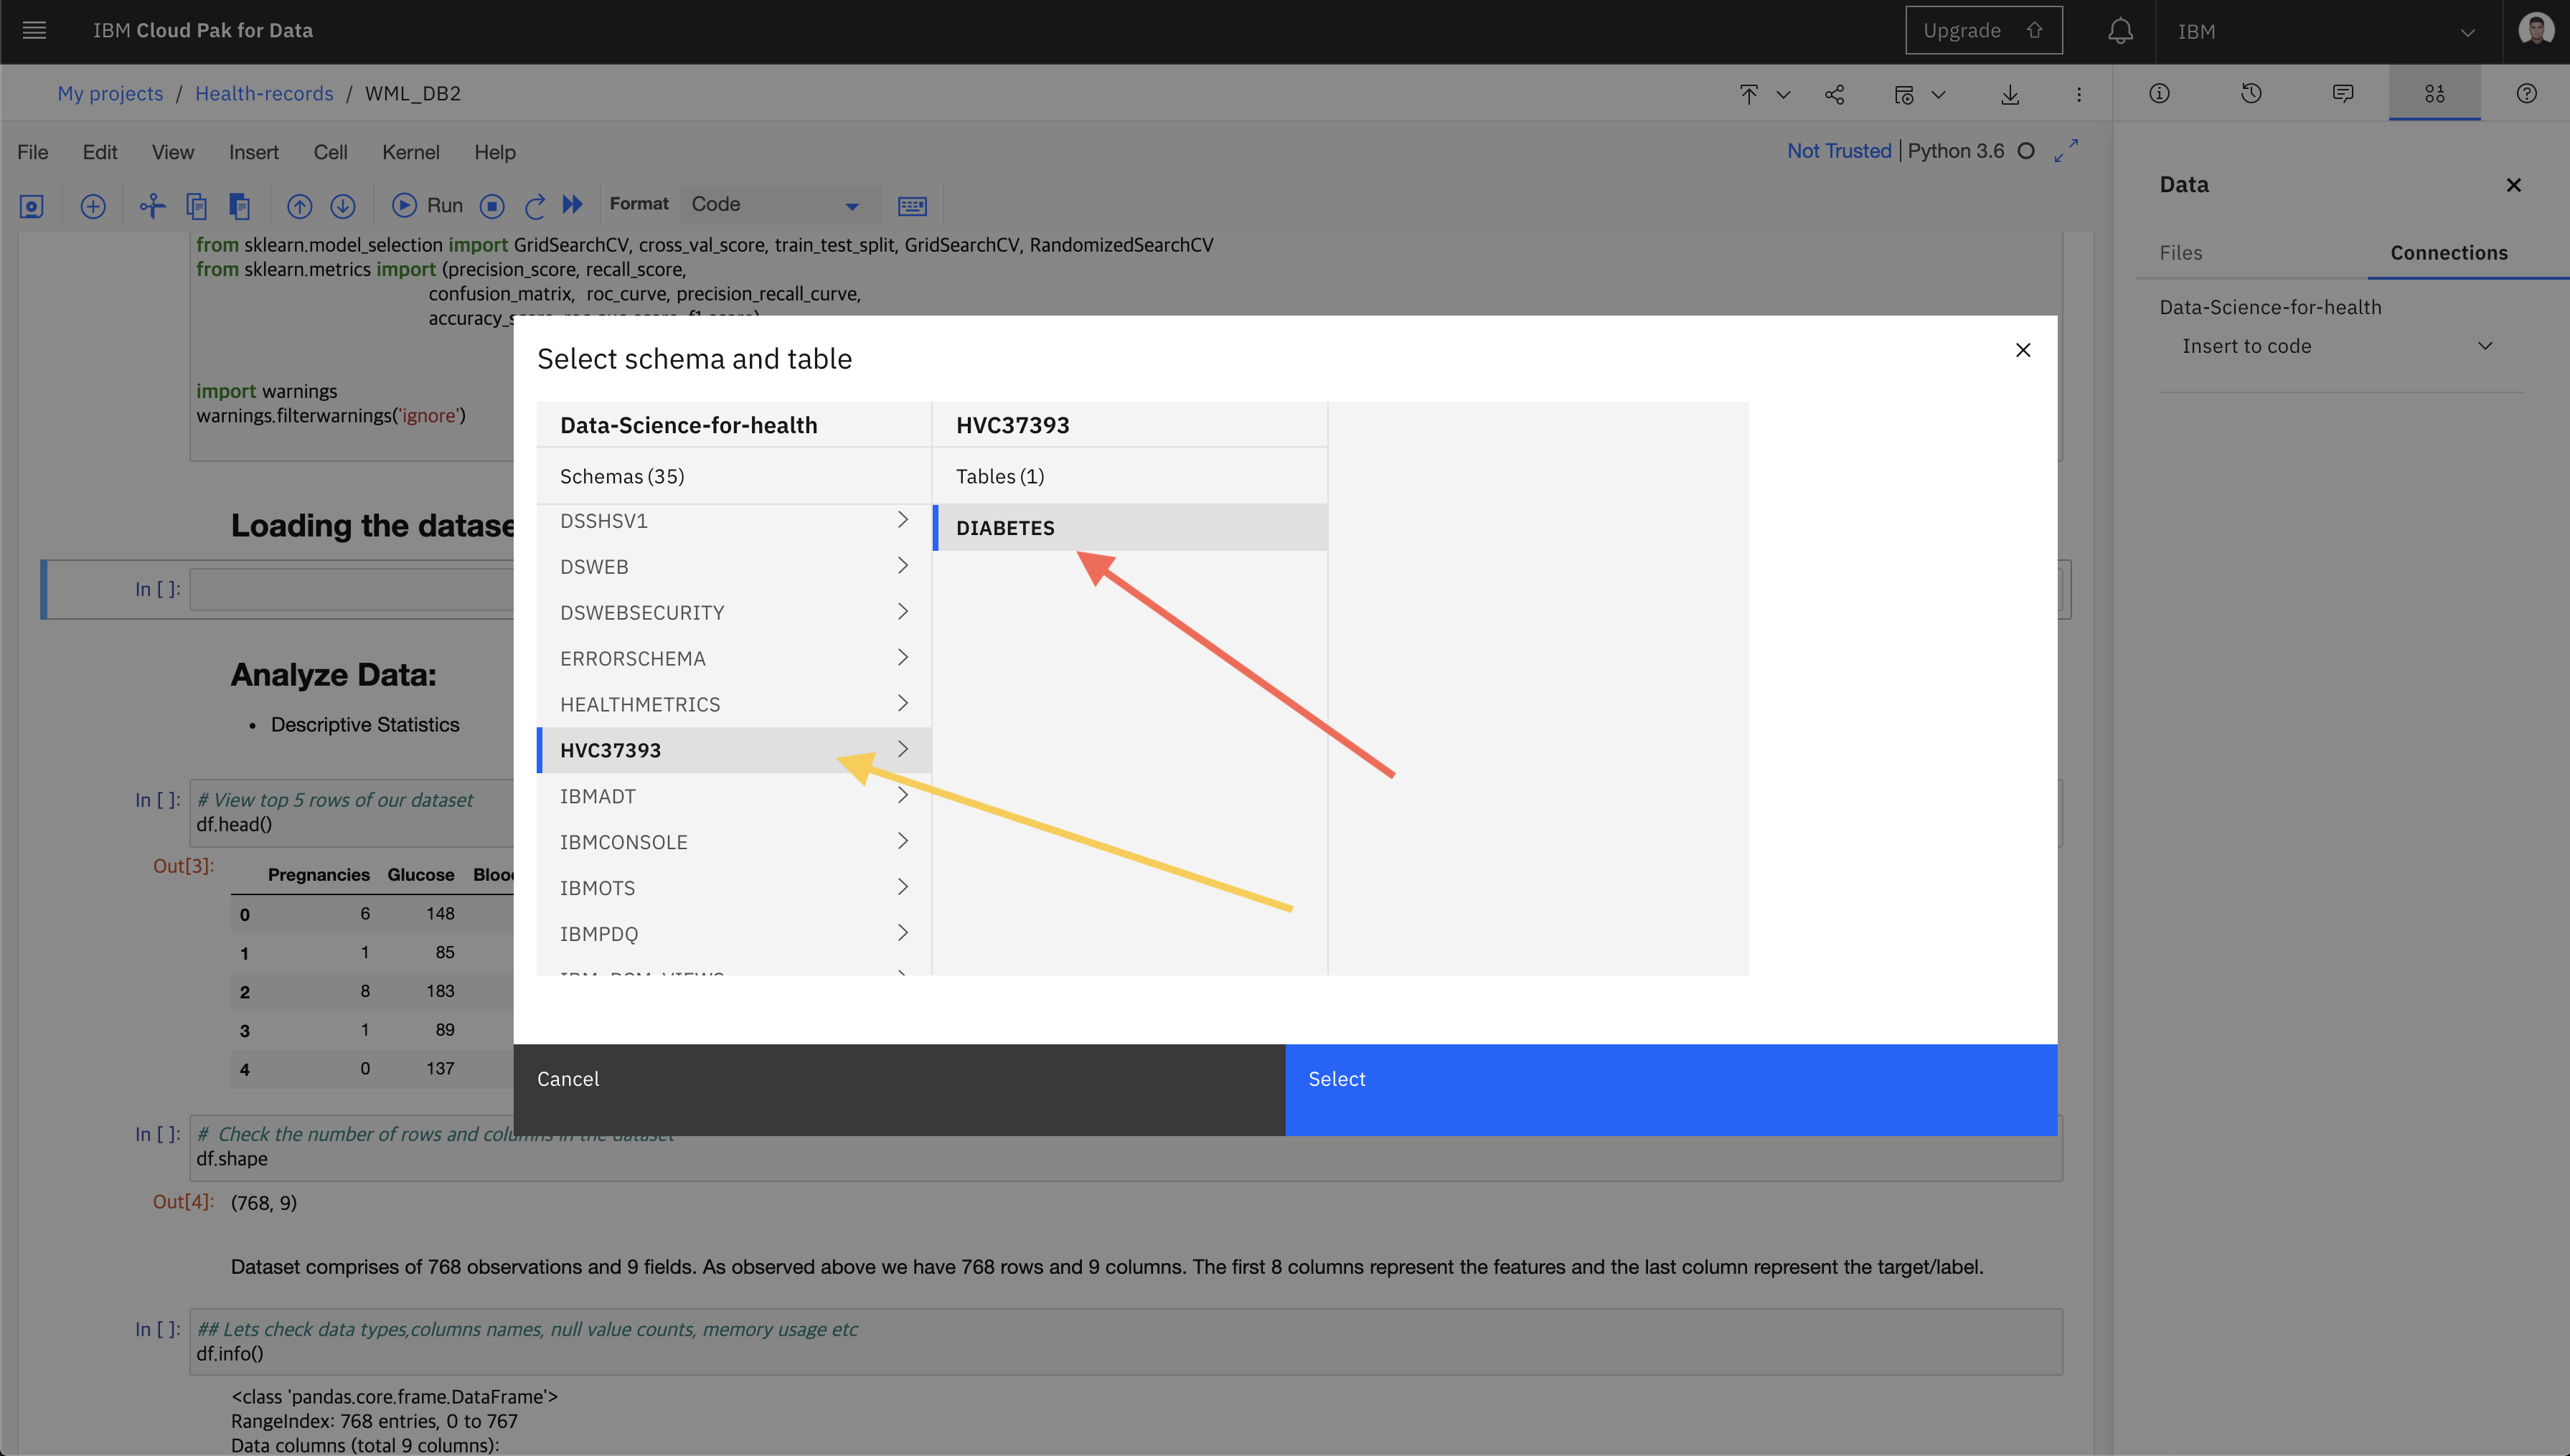 IBM Cloud Pak for Data
Upgrade
IBM
My projects / Health-records / WML_DB2
File Edit View Insert Cell Kernel Help
Not Trusted | Python 3.6
Run
Format
Code
from sklearn.model_selection import GridSearchCV, cross_val_score, train_test_split, GridSearchCV, RandomizedSearchCV
from sklearn.metrics import (precision_score, recall_score,
confusion_matrix, roc_curve, precision_recall_curve,
accuracy_score, roc_auc_score, f1_score)
import warnings
warnings.filterwarnings('ignore')
Loading the datase
In [ ]:
Analyze Data:
• Descriptive Statistics
In [ ]: # View top 5 rows of our dataset
df.head()
Out[3]:
Pregnancies Glucose Bloo
0 6 148
1 1 85
2 8 183
3 1 89
4 0 137
In [ ]: # Check the number of rows and columns in the dataset
df.shape
Out[4]: (768, 9)
Dataset comprises of 768 observations and 9 fields. As observed above we have 768 rows and 9 columns. The first 8 columns represent the features and the last column represent the target/label.
In [ ]: ## Lets check data types,columns names, null value counts, memory usage etc
df.info()
<class 'pandas.core.frame.DataFrame'>
RangeIndex: 768 entries, 0 to 767
Data columns (total 9 columns):
Select schema and table
Data-Science-for-health
Schemas (35)
DSSHSV1
DSWEB
DSWEBSECURITY
ERRORSCHEMA
HEALTHMETRICS
HVC37393
IBMADT
IBMCONSOLE
IBMOTS
IBMPDQ
IBM_DSM_VIEWS
HVC37393
Tables (1)
DIABETES
Cancel
Select
Data
Files
Connections
Data-Science-for-health
Insert to code